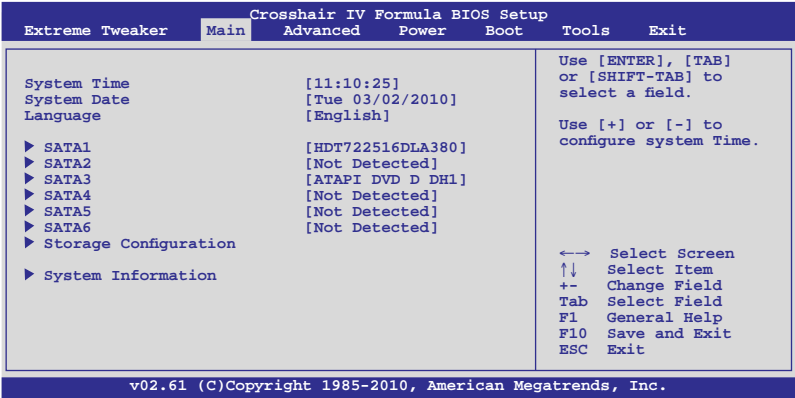 Crosshair IV Formula BIOS Setup
Extreme Tweaker Main Advanced Power Boot Tools Exit
System Time [11:10:25]
System Date [Tue 03/02/2010]
Language [English]
SATA1 [HDT722516DLA380]
SATA2 [Not Detected]
SATA3 [ATAPI DVD D DH1]
SATA4 [Not Detected]
SATA5 [Not Detected]
SATA6 [Not Detected]
Storage Configuration
System Information
Use [ENTER], [TAB]
or [SHIFT-TAB] to
select a field.
Use [+] or [-] to
configure system Time.
←→ Select Screen
↑↓ Select Item
+- Change Field
Tab Select Field
F1 General Help
F10 Save and Exit
ESC Exit
v02.61 (C)Copyright 1985-2010, American Megatrends, Inc.